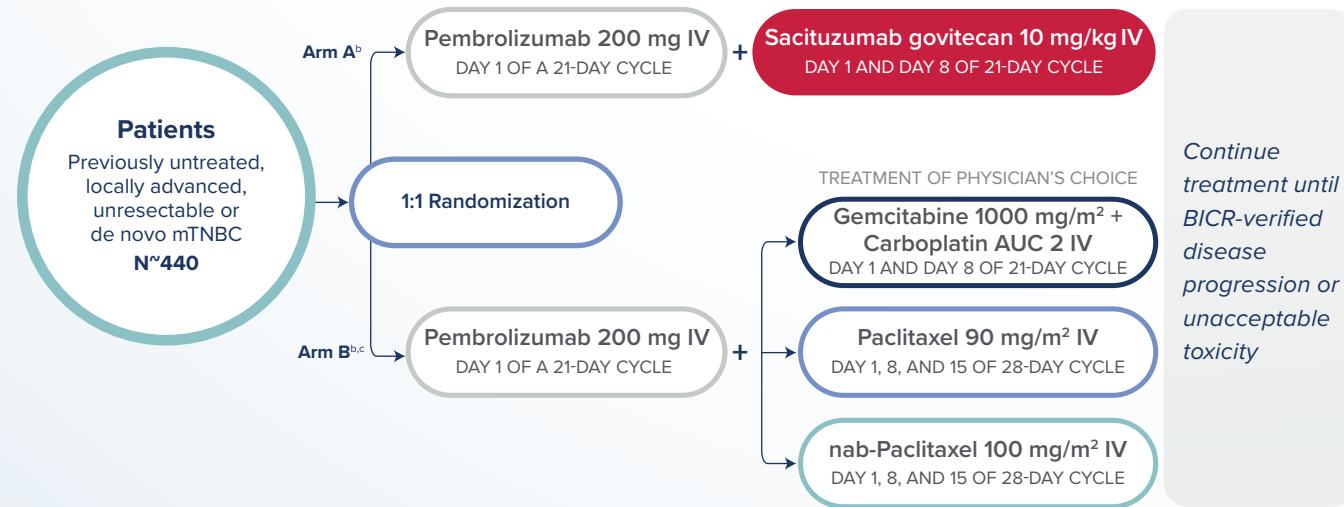 Patients
Previously untreated,
locally advanced,
unresectable or
de novo mTNBC
N~440
1:1 Randomization
Arm Aᵇ
Pembrolizumab 200 mg IV
DAY 1 OF A 21-DAY CYCLE
+
Sacituzumab govitecan 10 mg/kg IV
DAY 1 AND DAY 8 OF 21-DAY CYCLE
Arm Bᵇ,ᶜ
Pembrolizumab 200 mg IV
DAY 1 OF A 21-DAY CYCLE
+
TREATMENT OF PHYSICIAN'S CHOICE
Gemcitabine 1000 mg/m² +
Carboplatin AUC 2 IV
DAY 1 AND DAY 8 OF 21-DAY CYCLE
Paclitaxel 90 mg/m² IV
DAY 1, 8, AND 15 OF 28-DAY CYCLE
nab-Paclitaxel 100 mg/m² IV
DAY 1, 8, AND 15 OF 28-DAY CYCLE
Continue
treatment until
BICR-verified
disease
progression or
unacceptable
toxicity